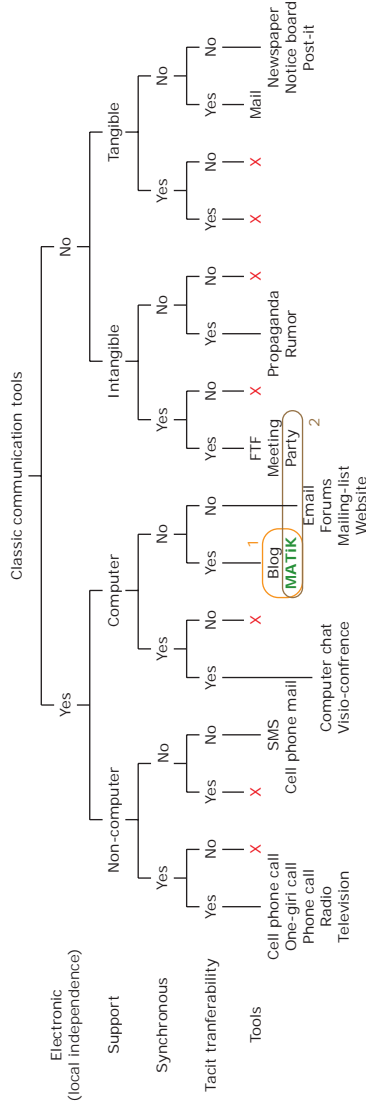 Classic communication tools
Electronic
(local independence)
Yes
No
Support
Non-computer
Computer
Intangible
Tangible
Synchronous
Yes
No
Yes
No
Yes
No
Yes
No
Tacit tranferability
Yes
No
Yes
No
Yes
No
Yes
No
Yes
No
Yes
No
Yes
No
Yes
No
Tools
Cell phone call
One-giri call
Phone call
Radio
Television
X
X
SMS
Cell phone mail
Computer chat
Visio-confrence
X
1
Blog
MATiK
Email
Forums
Mailing-list
Website
FTF
Meeting
Party
2
X
Propaganda
Rumor
X
X
X
Mail
Newspaper
Notice board
Post-it